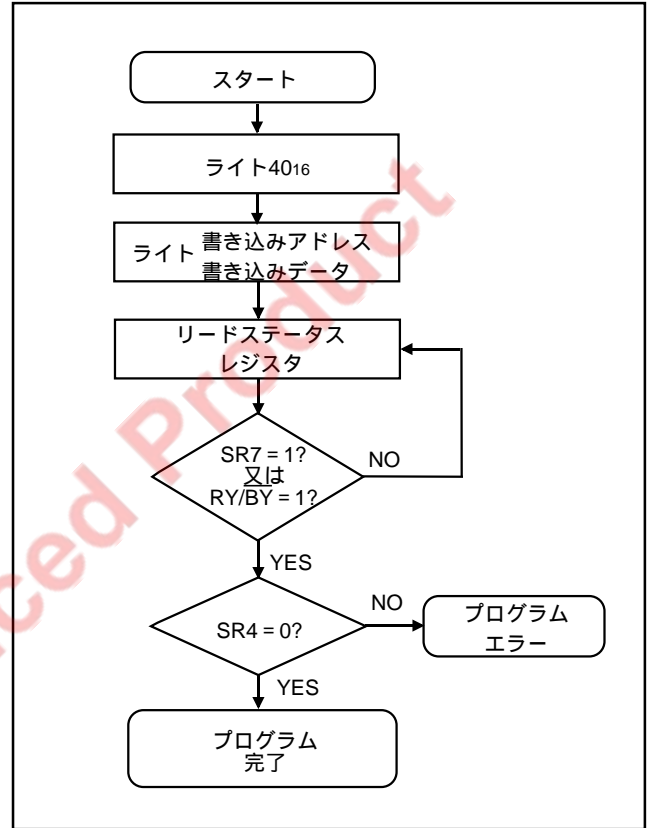 スタート
ライト4016
ライト 書き込みアドレス
書き込みデータ
リードステータス
レジスタ
SR7 = 1?
又は
RY/BY = 1?
NO
YES
SR4 = 0?
NO
プログラム
エラー
YES
プログラム
完了
ced Product